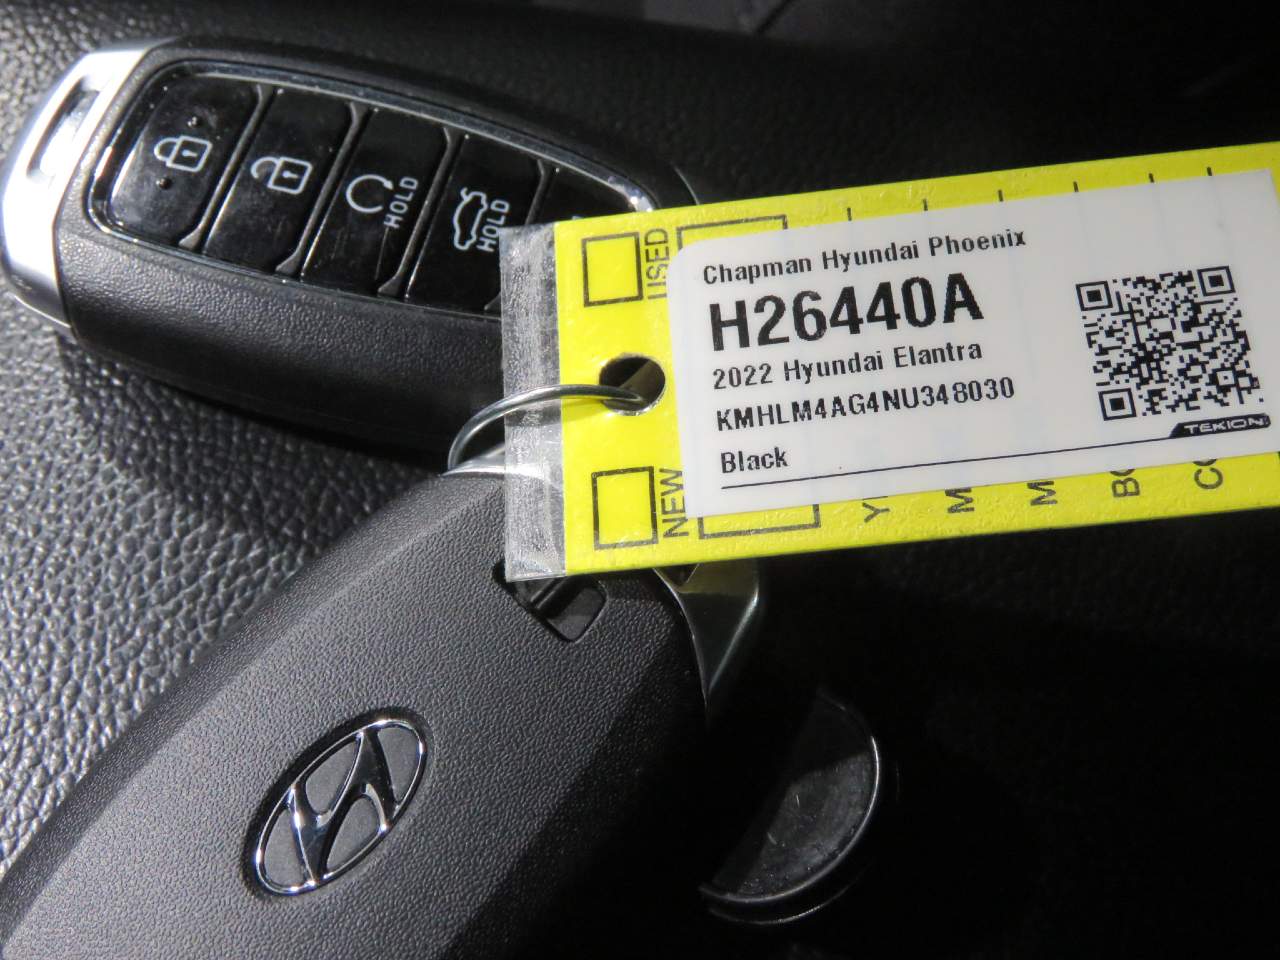 HOLD
HOLD
USED
Chapman Hyundai Phoenix
H26440A
2022 Hyundai Elantra
KMHLM4AG4NU348030
Black
TEKION
NEW